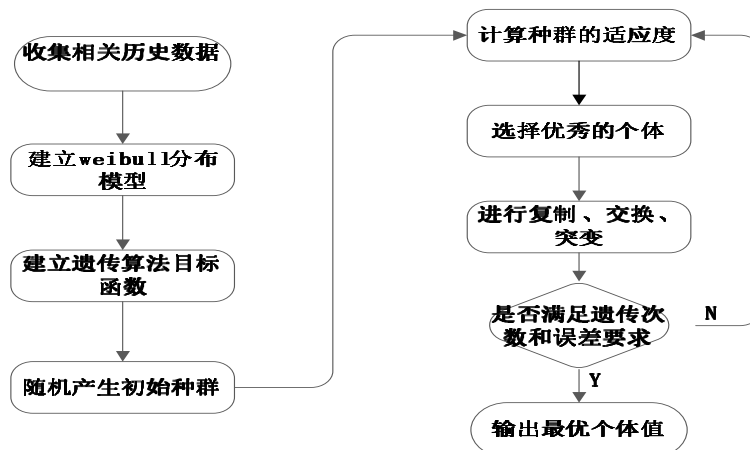 收集相关历史数据
建立weibull分布
模型
建立遗传算法目标
函数
随机产生初始种群
计算种群的适应度
选择优秀的个体
进行复制、交换、
突变
是否满足遗传次
数和误差要求
N
Y
输出最优个体值